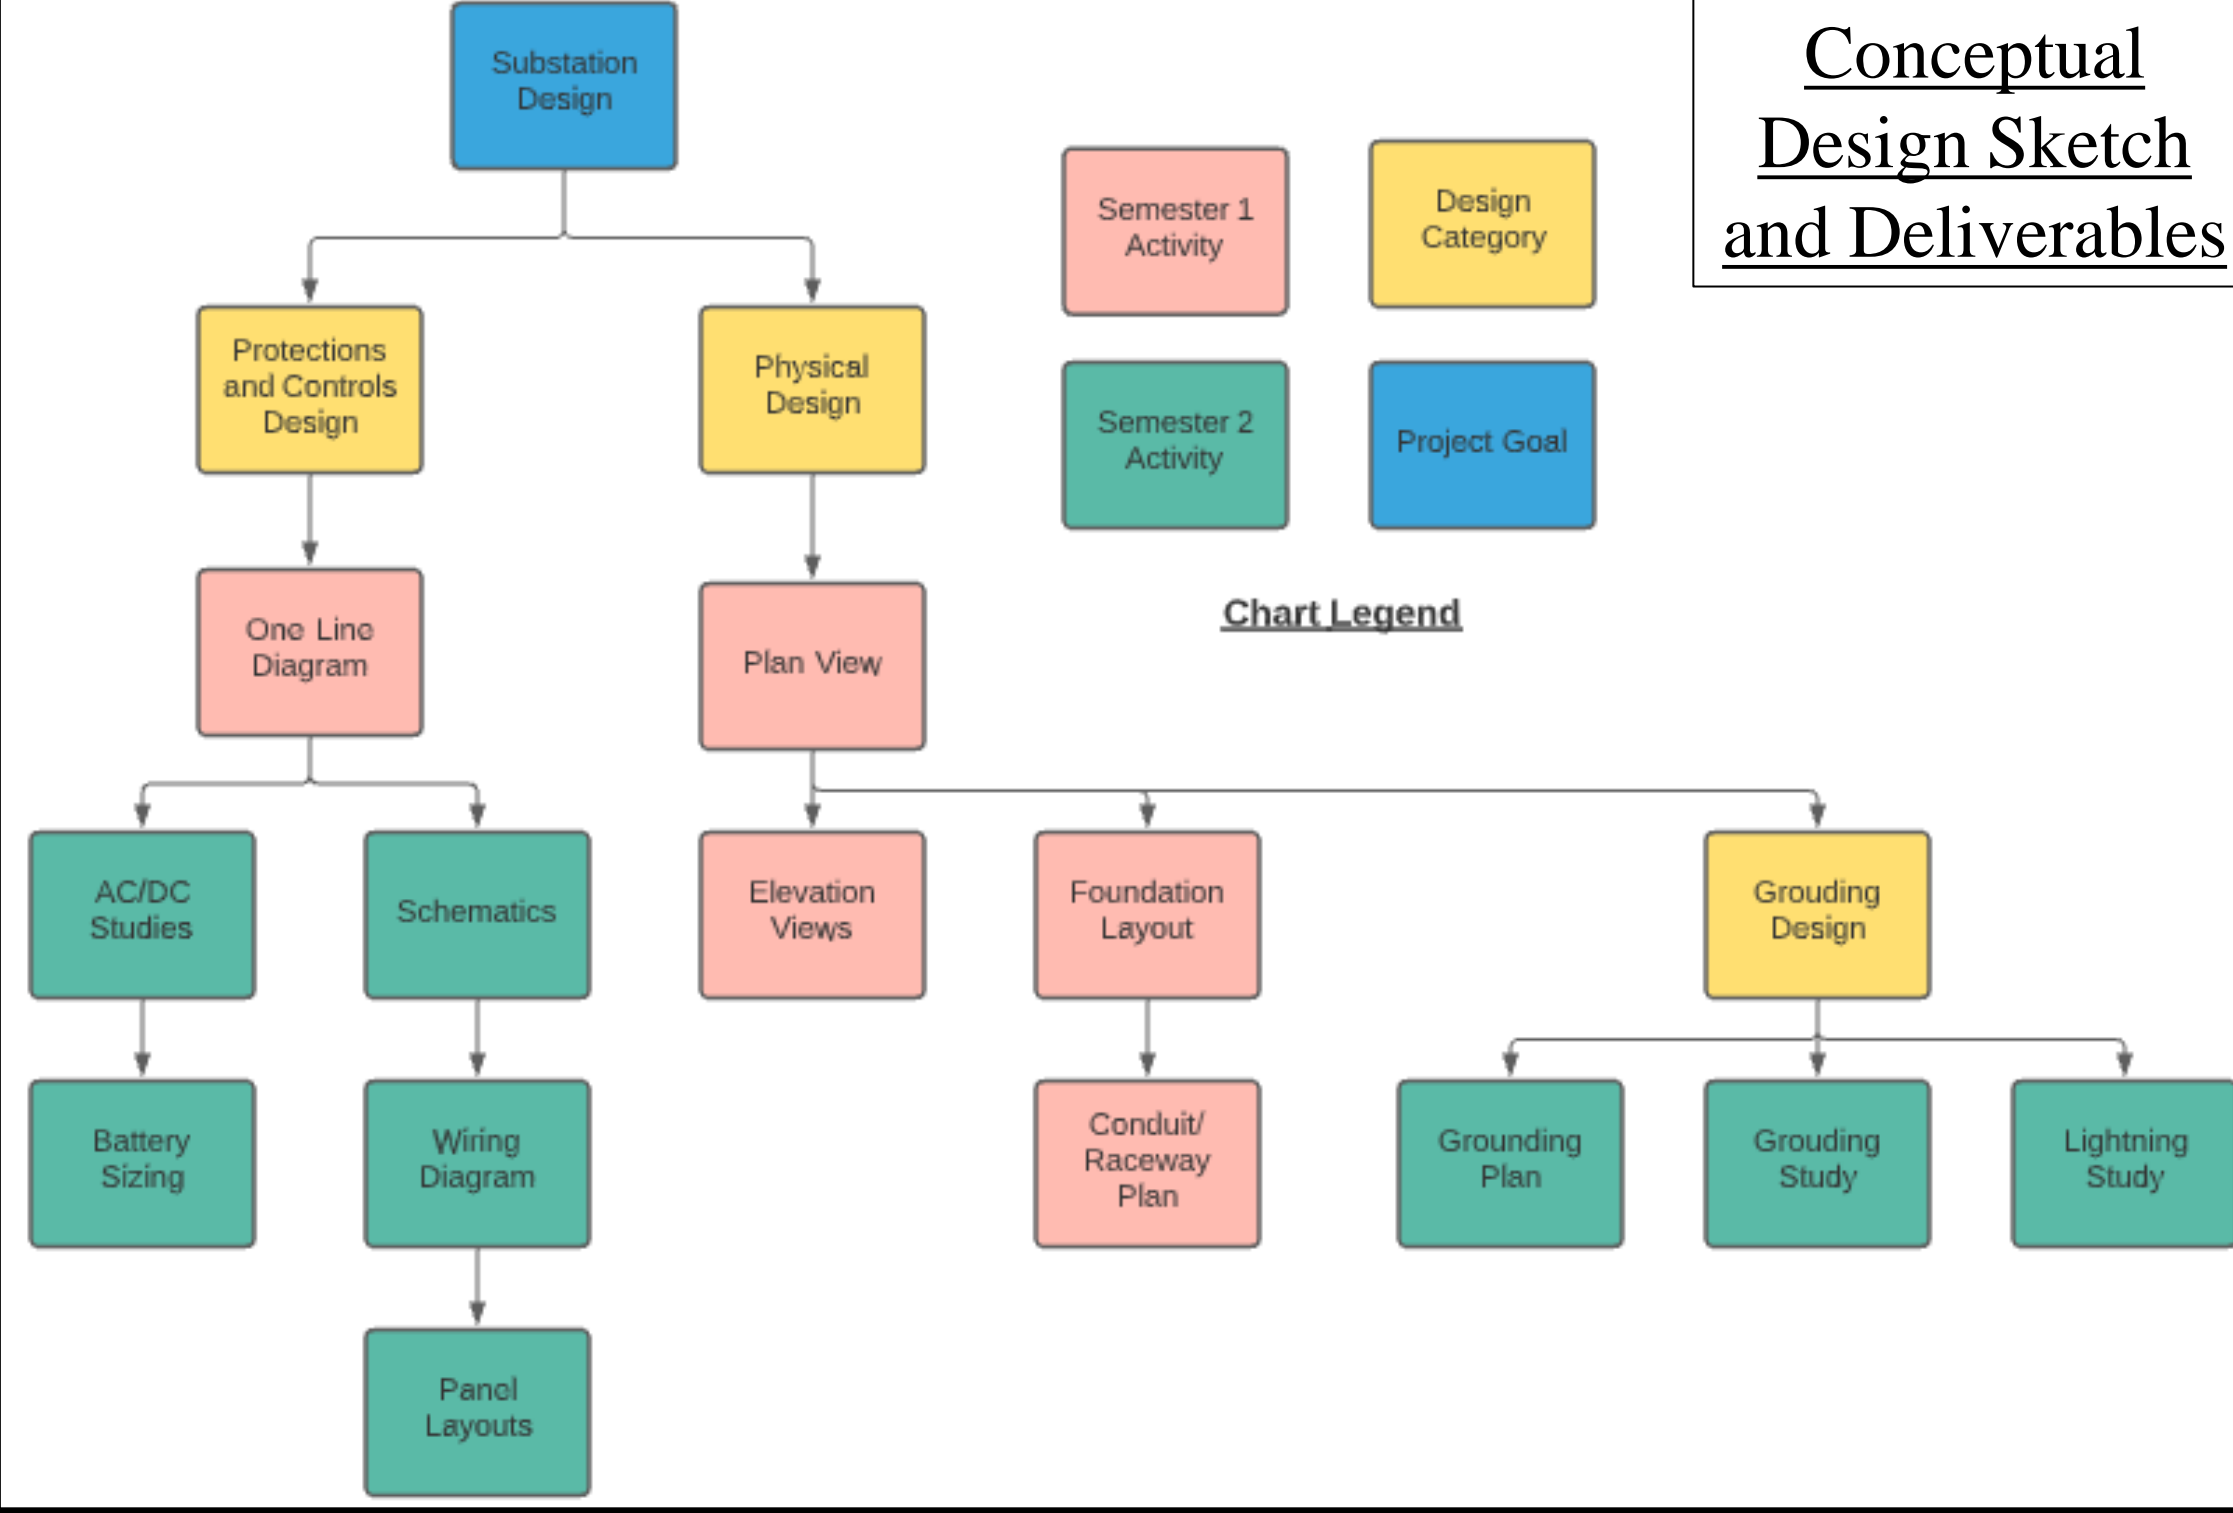 Conceptual
Design Sketch
and Deliverables
Substation
Design
Semester 1
Activity
Design
Category
Protections
and Controls
Design
Physical
Design
Semester 2
Activity
Project Goal
Chart Legend
One Line
Diagram
Plan View
AC/DC
Studies
Schematics
Elevation
Views
Foundation
Layout
Grouding
Design
Battery
Sizing
Wiring
Diagram
Conduit/
Raceway
Plan
Grounding
Plan
Grouding
Study
Lightning
Study
Panel
Layouts